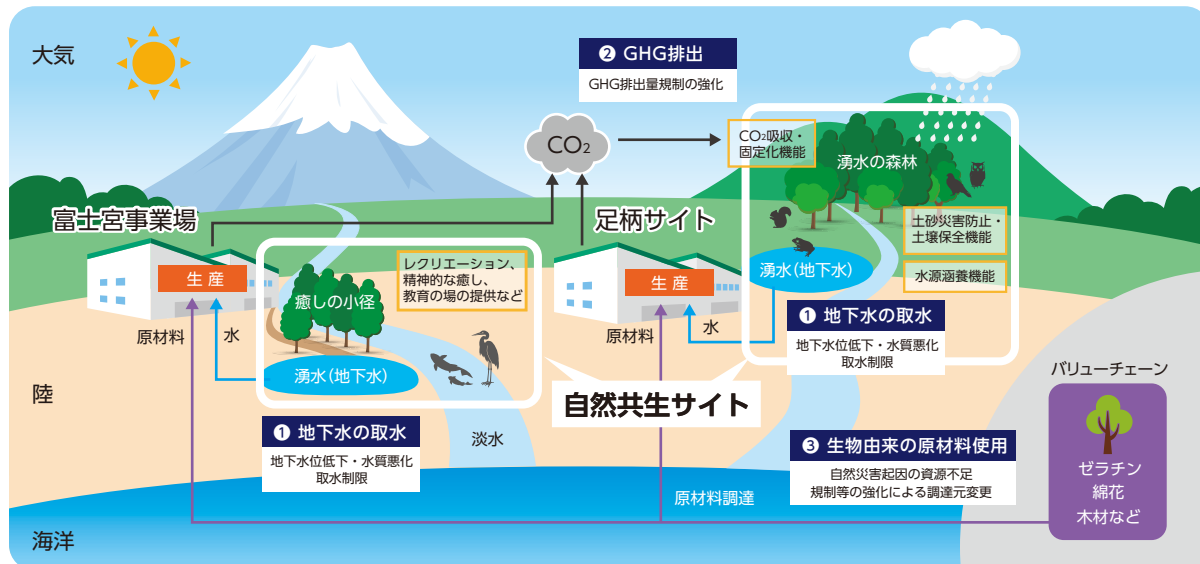 大気
❷ GHG排出
GHG排出量規制の強化
CO₂
CO₂吸収・
固定化機能
湧水の森林
富士宮事業場
足柄サイト
土砂災害防止・
土壌保全機能
水源涵養機能
湧水(地下水)
生産
レクリエーション、
精神的な癒し、
教育の場の提供など
生産
癒しの小径
原材料
水
湧水(地下水)
原材料
水
❶ 地下水の取水
地下水位低下・水質悪化
取水制限
自然共生サイト
陸
❶ 地下水の取水
地下水位低下・水質悪化
取水制限
淡水
❸ 生物由来の原材料使用
自然災害起因の資源不足
規制等の強化による調達元変更
バリューチェーン
ゼラチン
綿花
木材など
原材料調達
海洋